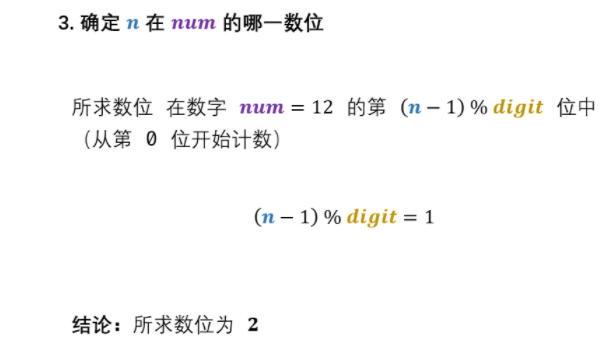 3. 确定 n 在 num 的哪一数位
所求数位 在数字 num = 12 的第 (n − 1) % digit 位中
（从第 0 位开始计数）
(n − 1) % digit = 1
结论：所求数位为 2